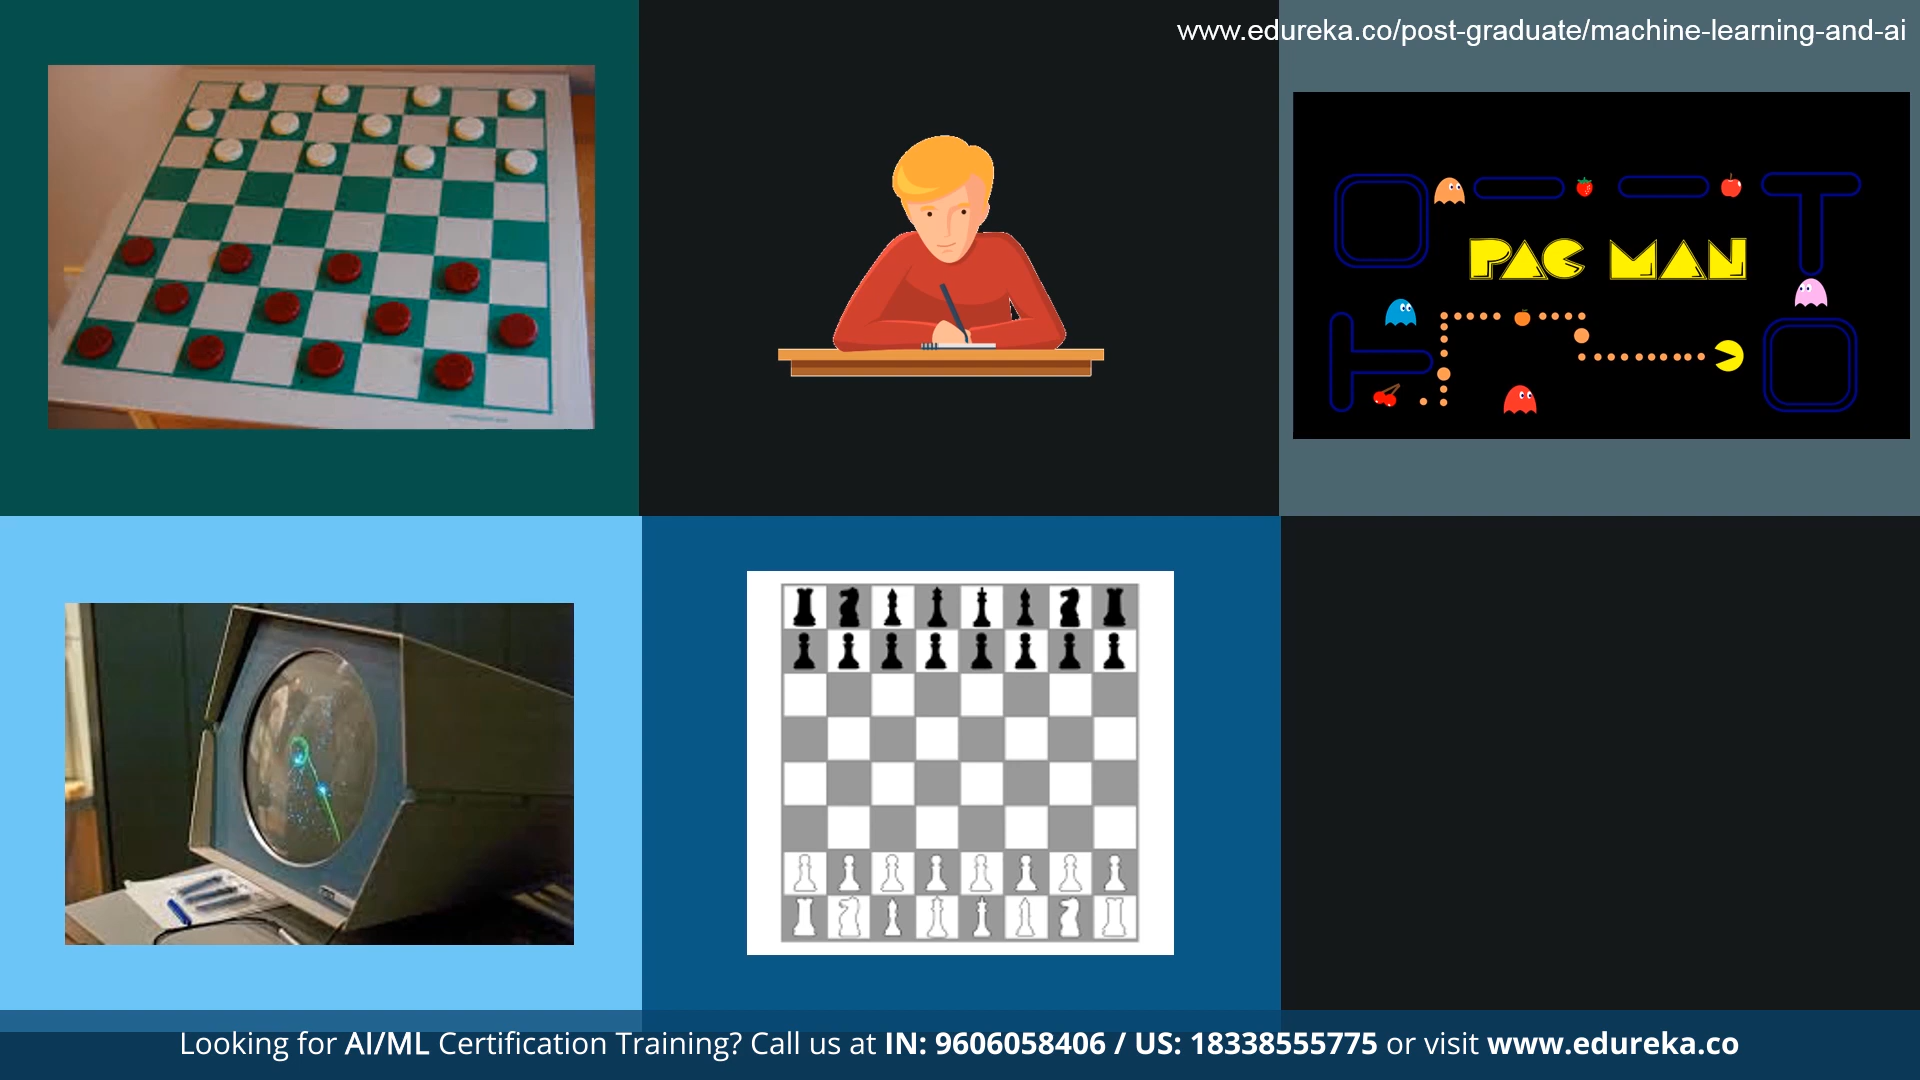 www.edureka.co/post-graduate/machine-learning-and-ai
PAC MAN
Looking for AI/ML Certification Training? Call us at IN: 9606058406 / US: 18338555775 or visit www.edureka.co